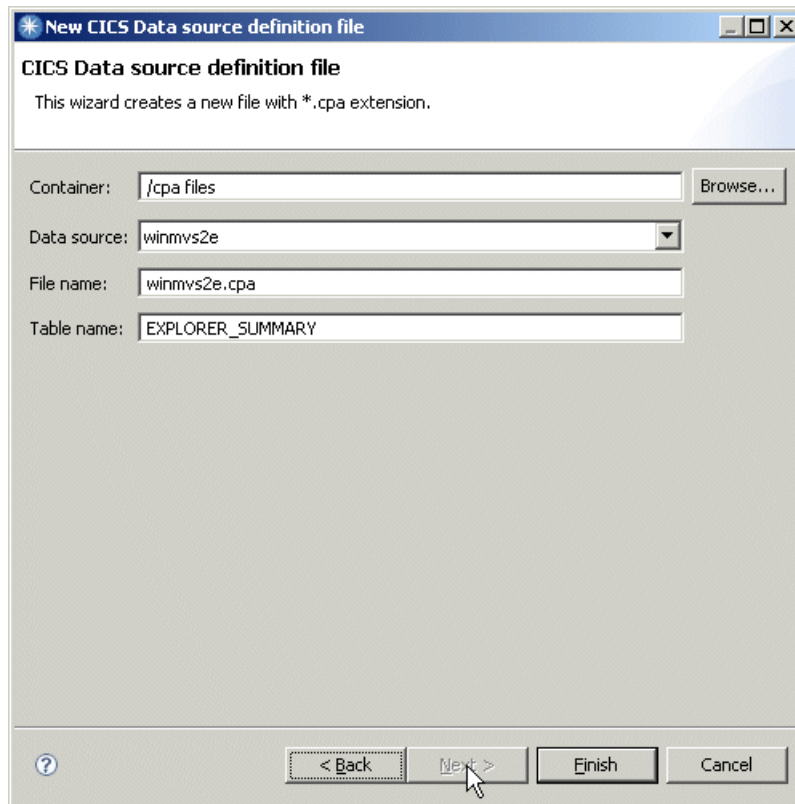 New CICS Data source definition file
CICS Data source definition file
This wizard creates a new file with *.cpa extension.
Container: /cpa files Browse...
Data source: winmvs2e
File name: winmvs2e.cpa
Table name: EXPLORER_SUMMARY
? < Back Next > Finish Cancel